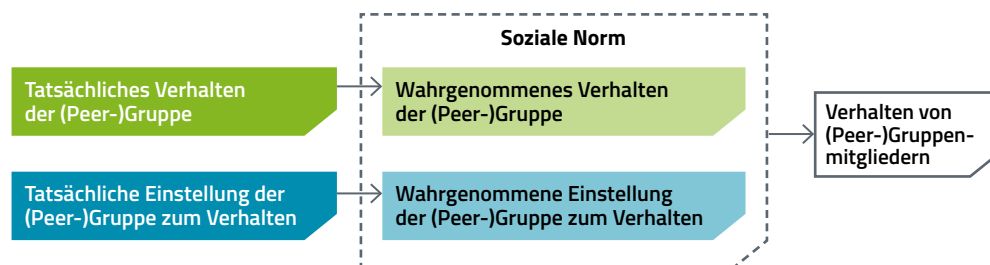 Soziale Norm
Tatsächliches Verhalten
der (Peer-)Gruppe
Wahrgenommenes Verhalten
der (Peer-)Gruppe
Verhalten von
(Peer-)Gruppen-
mitgliedern
Tatsächliche Einstellung der
(Peer-)Gruppe zum Verhalten
Wahrgenommene Einstellung
der (Peer-)Gruppe zum Verhalten